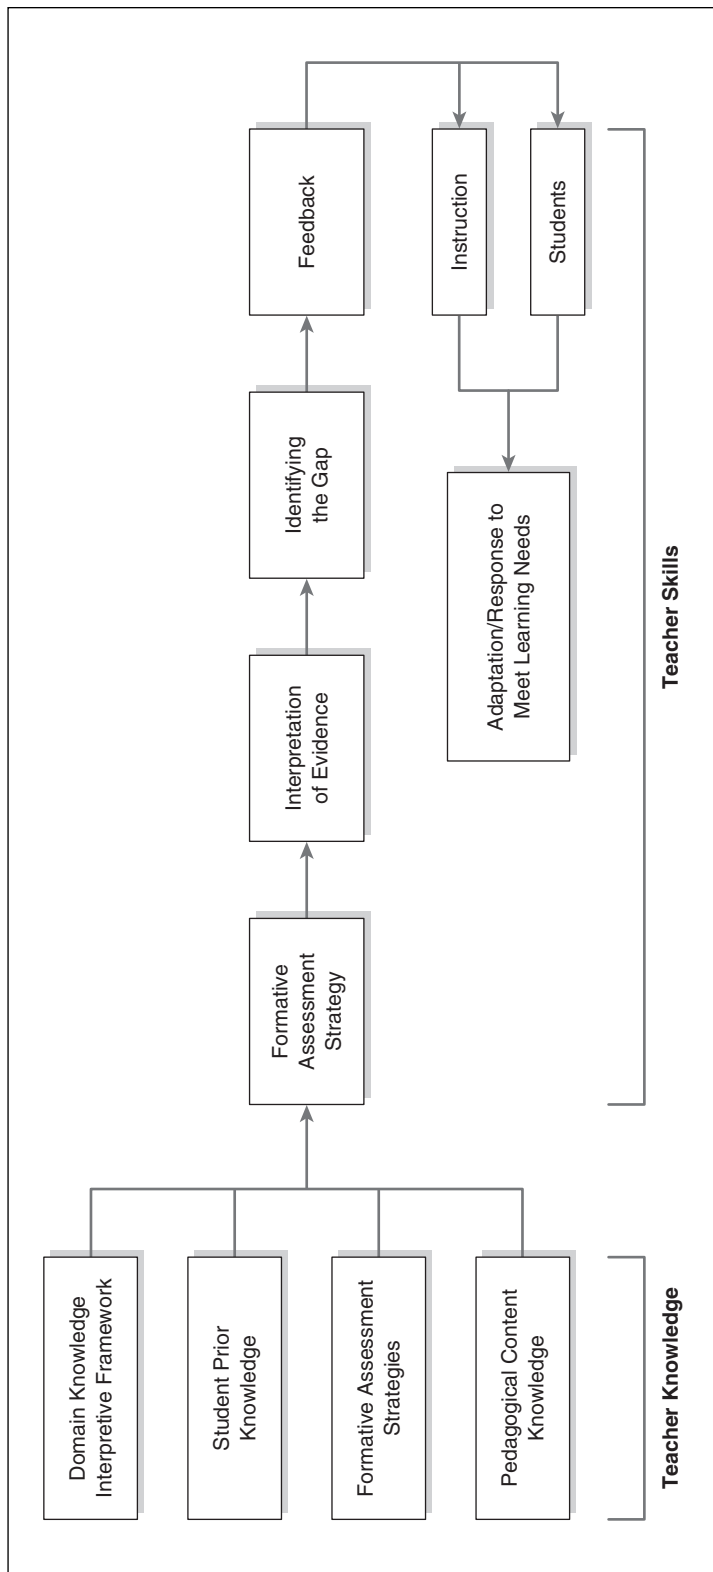 Domain Knowledge
Interpretive Framework
Student Prior
Knowledge
Formative Assessment
Strategies
Pedagogical Content
Knowledge
Teacher Knowledge
Formative
Assessment
Strategy
Interpretation
of Evidence
Identifying
the Gap
Feedback
Instruction
Students
Adaptation/Response to
Meet Learning Needs
Teacher Skills